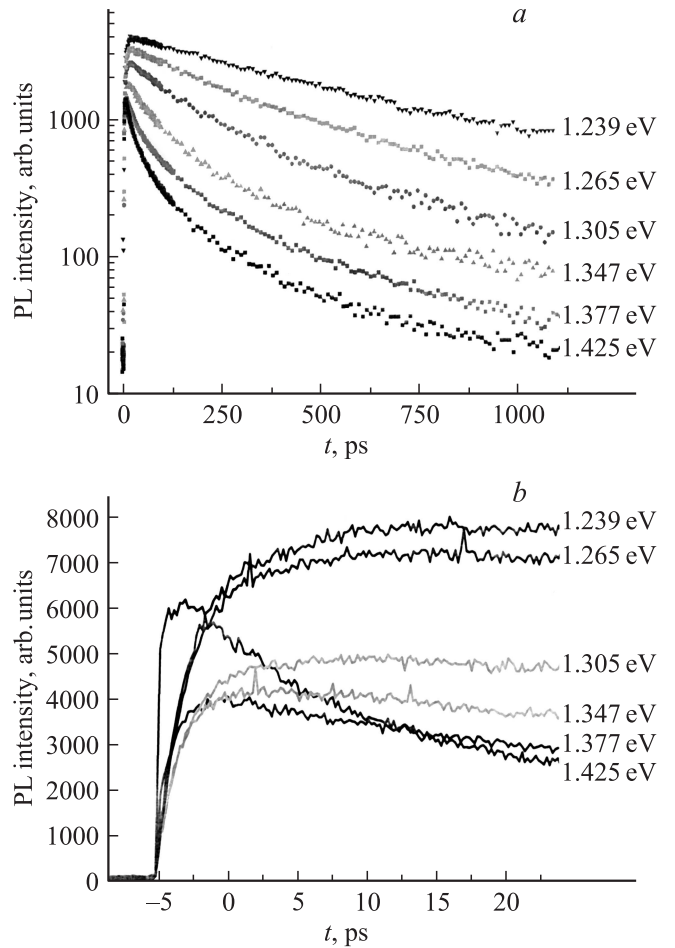 a
PL intensity, arb. units
1000
100
10
1.239 eV
1.265 eV
1.305 eV
1.347 eV
1.377 eV
1.425 eV
0 250 500 750 1000
t, ps
b
PL intensity, arb. units
8000
7000
6000
5000
4000
3000
2000
1000
0
1.239 eV
1.265 eV
1.305 eV
1.347 eV
1.377 eV
1.425 eV
–5 0 5 10 15 20
t, ps